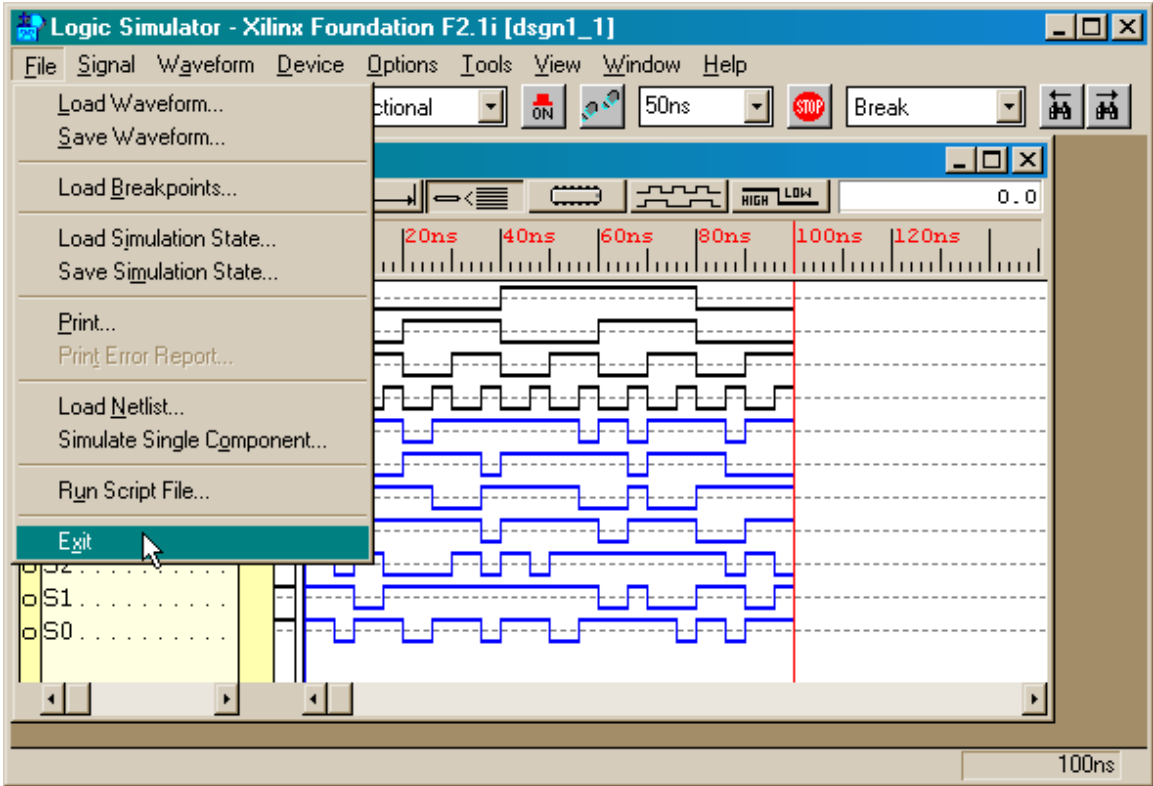 Logic Simulator - Xilinx Foundation F2.1i [dsgn1_1]
File Signal Waveform Device Options Tools View Window Help
Load Waveform...
Save Waveform...
Load Breakpoints...
Load Simulation State...
Save Simulation State...
Print...
Print Error Report...
Load Netlist...
Simulate Single Component...
Run Script File...
Exit
ctional ON 50ns STOP Break
HIGH LOW 0.0
20ns 40ns 60ns 80ns 100ns 120ns
S2..........
S1..........
S0..........
100ns